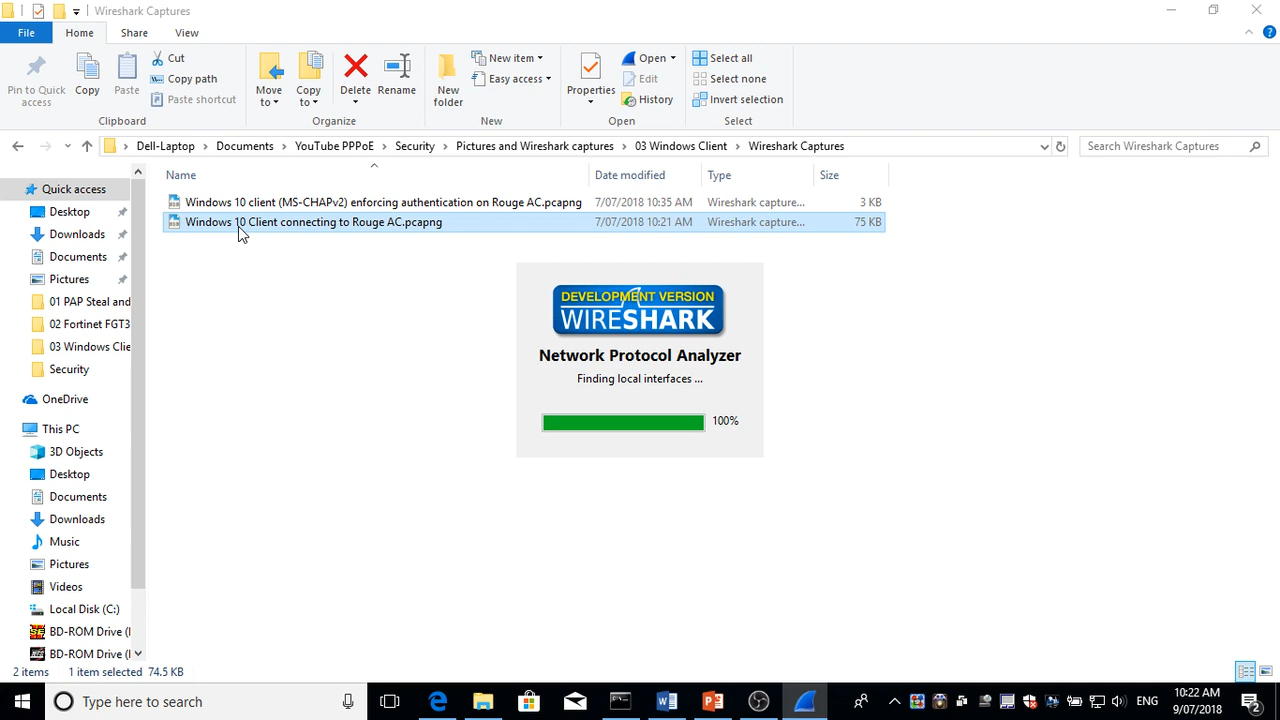 Wireshark Captures
File
Home
Share
View
Pin to Quick access
Copy
Paste
Cut
Copy path
Paste shortcut
Clipboard
Move to
Copy to
Delete
Rename
Organize
New folder
New item
Easy access
New
Properties
Open
Edit
History
Open
Select all
Select none
Invert selection
Select
Dell-Laptop
Documents
YouTube PPPoE
Security
Pictures and Wireshark captures
03 Windows Client
Wireshark Captures
Search Wireshark Captures
Name
Date modified
Type
Size
Windows 10 client (MS-CHAPv2) enforcing authentication on Rouge AC.pcapng 7/07/2018 10:35 AM Wireshark capture... 3 KB
Windows 10 Client connecting to Rouge AC.pcapng 7/07/2018 10:21 AM Wireshark capture... 75 KB
Quick access
Desktop
Downloads
Documents
Pictures
01 PAP Steal and
02 Fortinet FGT3
03 Windows Clie
Security
OneDrive
This PC
3D Objects
Desktop
Documents
Downloads
Music
Pictures
Videos
Local Disk (C:)
BD-ROM Drive (
BD-ROM Drive (
DEVELOPMENT VERSION
WIRESHARK
Network Protocol Analyzer
Finding local interfaces ...
100%
2 items 1 item selected 74.5 KB
Type here to search
ENG
10:22 AM
9/07/2018
2